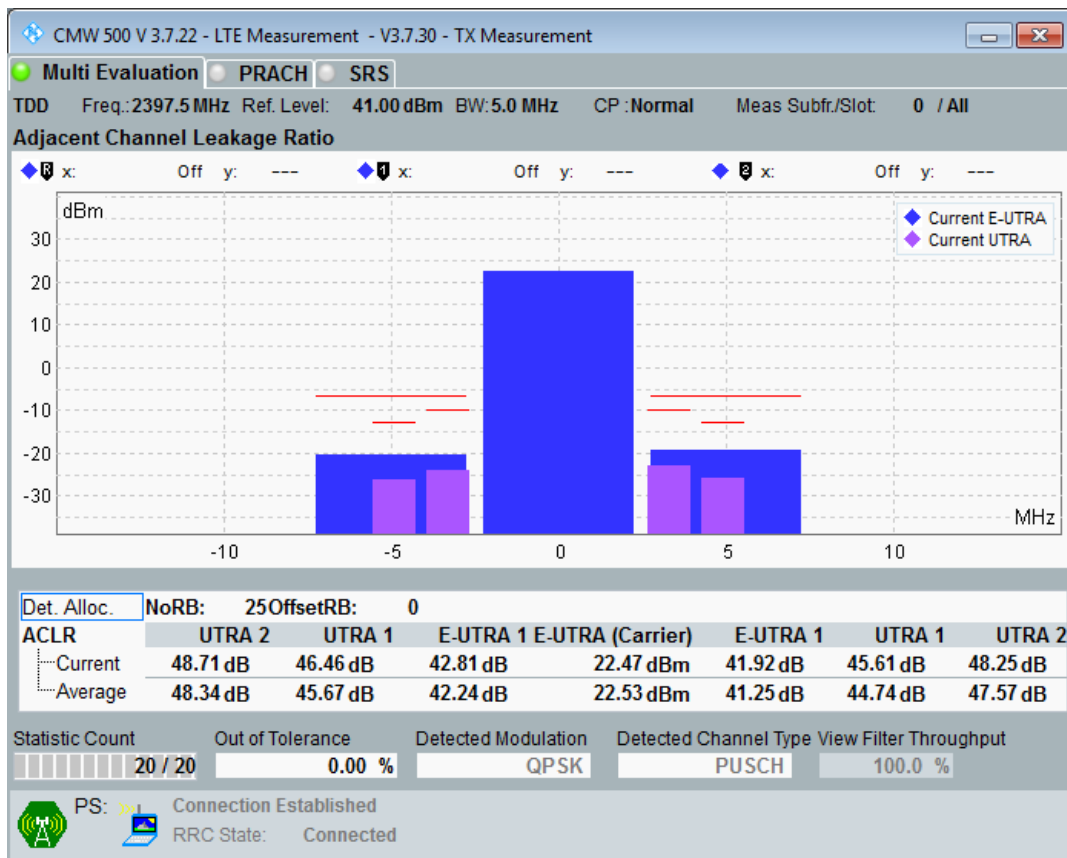 CMW 500 V 3.7.22 - LTE Measurement - V3.7.30 - TX Measurement
Multi Evaluation PRACH SRS
TDD Freq.: 2397.5 MHz Ref. Level: 41.00 dBm BW: 5.0 MHz CP : Normal Meas Subfr./Slot: 0 / All
Adjacent Channel Leakage Ratio
R x: Off y: --- 1 x: Off y: --- 2 x: Off y: ---
dBm
Current E-UTRA
Current UTRA
30
20
10
0
-10
-20
-30
MHz
-10 -5 0 5 10
Det. Alloc. NoRB: 25 OffsetRB: 0
ACLR UTRA 2 UTRA 1 E-UTRA 1 E-UTRA (Carrier) E-UTRA 1 UTRA 1 UTRA 2
Current 48.71 dB 46.46 dB 42.81 dB 22.47 dBm 41.92 dB 45.61 dB 48.25 dB
Average 48.34 dB 45.67 dB 42.24 dB 22.53 dBm 41.25 dB 44.74 dB 47.57 dB
Statistic Count Out of Tolerance Detected Modulation Detected Channel Type View Filter Throughput
20 / 20 0.00 % QPSK PUSCH 100.0 %
PS: Connection Established
RRC State: Connected